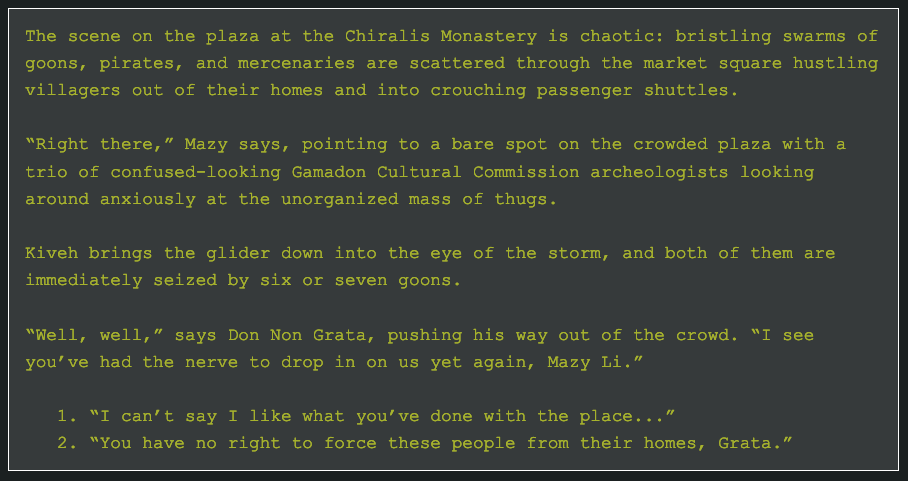 The scene on the plaza at the Chiralis Monastery is chaotic: bristling swarms of
goons, pirates, and mercenaries are scattered through the market square hustling
villagers out of their homes and into crouching passenger shuttles.
“Right there,” Mazy says, pointing to a bare spot on the crowded plaza with a
trio of confused-looking Gamadon Cultural Commission archeologists looking
around anxiously at the unorganized mass of thugs.
Kiveh brings the glider down into the eye of the storm, and both of them are
immediately seized by six or seven goons.
“Well, well,” says Don Non Grata, pushing his way out of the crowd. “I see
you’ve had the nerve to drop in on us yet again, Mazy Li.”
1. “I can’t say I like what you’ve done with the place...”
2. “You have no right to force these people from their homes, Grata.”